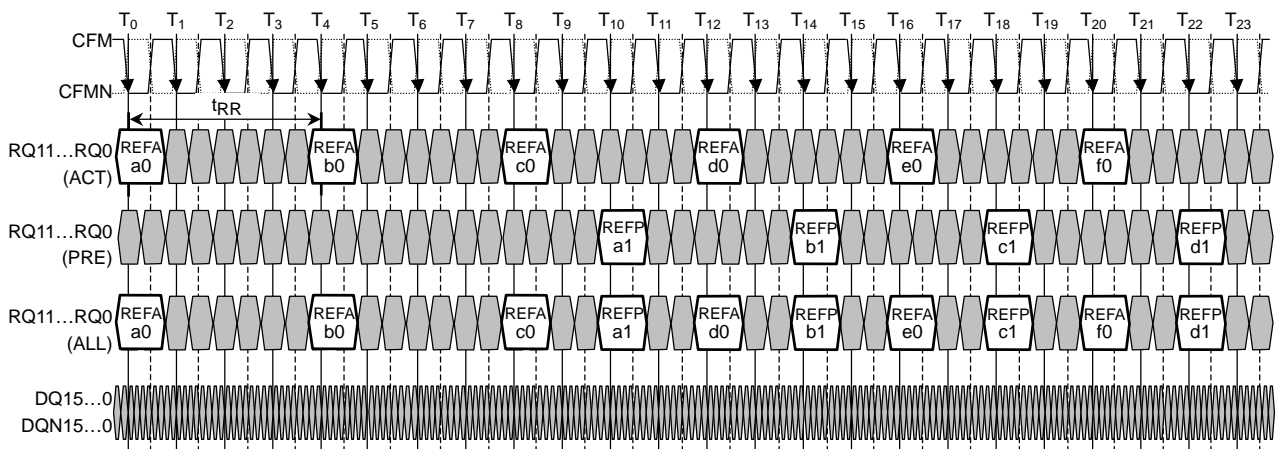 T0 T1 T2 T3 T4 T5 T6 T7 T8 T9 T10 T11 T12 T13 T14 T15 T16 T17 T18 T19 T20 T21 T22 T23
CFM
CFMN
tRR
RQ11...RQ0
(ACT)
REFA REFA REFA REFA REFA REFA
a0 b0 c0 d0 e0 f0
RQ11...RQ0
(PRE)
REFP REFP REFP REFP
a1 b1 c1 d1
RQ11...RQ0
(ALL)
REFA REFA REFA REFP REFA REFP REFA REFP REFA REFP
a0 b0 c0 a1 d0 b1 e0 c1 f0 d1
DQ15...0
DQN15...0